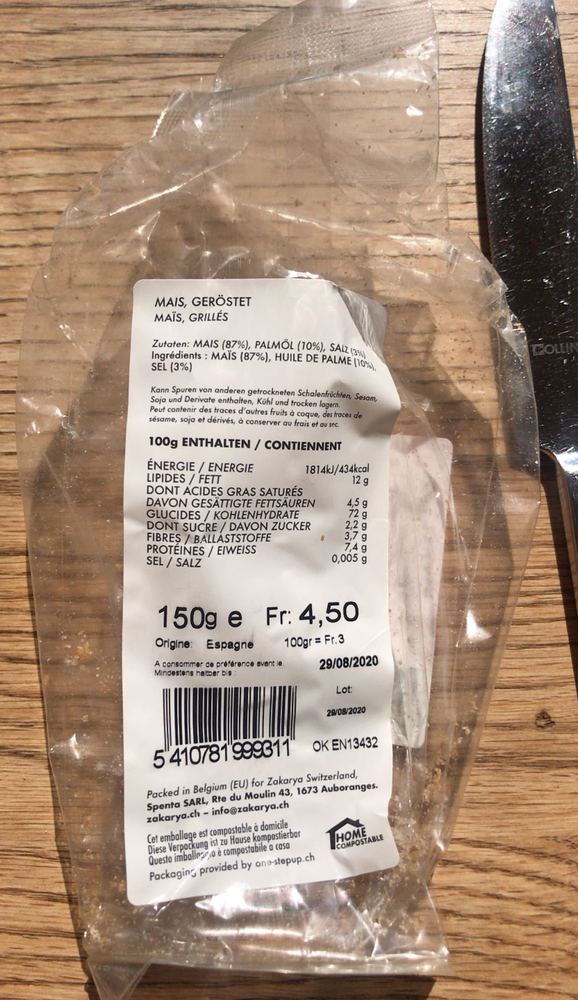 MAIS, GERÖSTET
MAÏS, GRILLÉS
Zutaten: MAIS (87%), PALMÖL (10%), SALZ (3%)
Ingrédients : MAÏS (87%), HUILE DE PALME (10%),
SEL (3%)
Kann Spuren von anderen getrockneten Schalenfrüchten, Sesam,
Soja und Derivate enthalten, Kühl und trocken lagern.
Peut contenir des traces d'autres fruits à coque, des traces de
sésame, soja et dérivés, à conserver au frais et au sec.
100g ENTHALTEN / CONTIENNENT
ÉNERGIE / ENERGIE 1814kJ/434kcal
LIPIDES / FETT 12 g
DONT ACIDES GRAS SATURÉS
DAVON GESÄTTIGTE FETTSÄUREN 4,5 g
GLUCIDES / KOHLENHYDRATE 72 g
DONT SUCRE / DAVON ZUCKER 2,2 g
FIBRES / BALLASTSTOFFE 3,7 g
PROTÉINES / EIWEISS 7,4 g
SEL / SALZ 0,005 g
150g e Fr: 4,50
Origine: Espagne 100gr = Fr.3
A consommer de préférence avant le
Mindestens halber bis : 29/08/2020
Lot:
29/08/2020
5 410781 999311 OK EN13432
Packed in Belgium (EU) for Zakarya Switzerland,
Spenta SARL, Rte du Moulin 43, 1673 Auboranges.
zakarya.ch – info@zakarya.ch
Cet emballage est compostable à domicile
Diese Verpackung ist zu Hause kompostierbar
Questo imballaggio è compostabile a casa
Packaging provided by one-stepup.ch
HOME
COMPOSTABLE